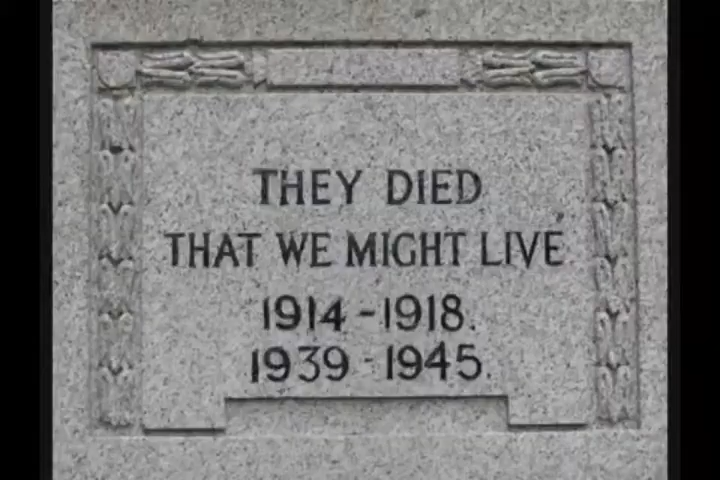 THEY DIED
THAT WE MIGHT LIVE
1914-1918.
1939-1945.